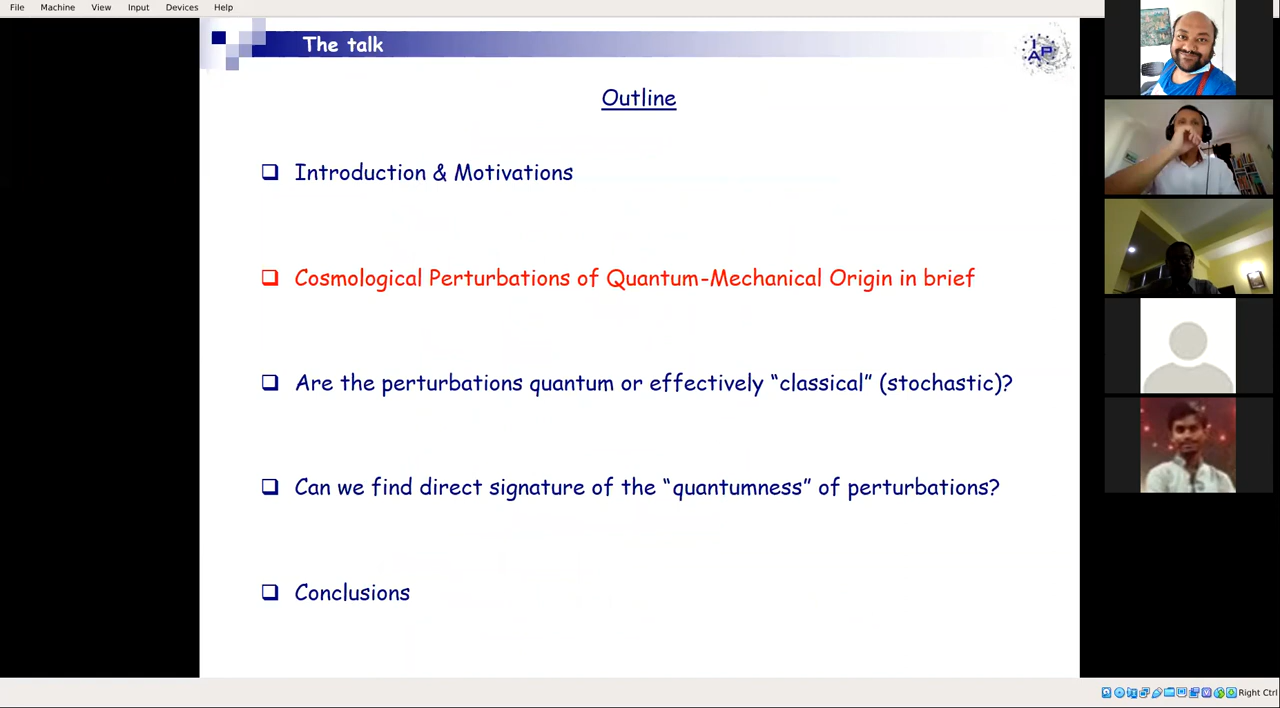 File Machine View Input Devices Help
The talk
IAP
Outline
Introduction & Motivations
Cosmological Perturbations of Quantum-Mechanical Origin in brief
Are the perturbations quantum or effectively “classical” (stochastic)?
Can we find direct signature of the “quantumness” of perturbations?
Conclusions
Right Ctrl